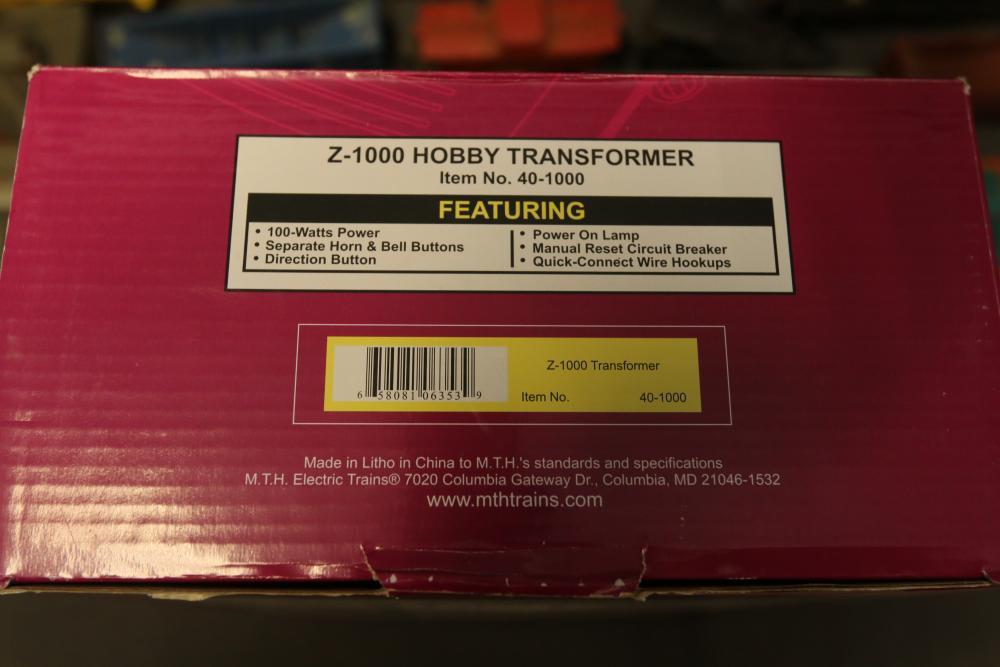 Z-1000 HOBBY TRANSFORMER
Item No. 40-1000
FEATURING
• 100-Watts Power
• Separate Horn & Bell Buttons
• Direction Button
• Power On Lamp
• Manual Reset Circuit Breaker
• Quick-Connect Wire Hookups
Z-1000 Transformer
Item No. 40-1000
6 58081 06353 9
Made in Litho in China to M.T.H.'s standards and specifications
M.T.H. Electric Trains® 7020 Columbia Gateway Dr., Columbia, MD 21046-1532
www.mthtrains.com